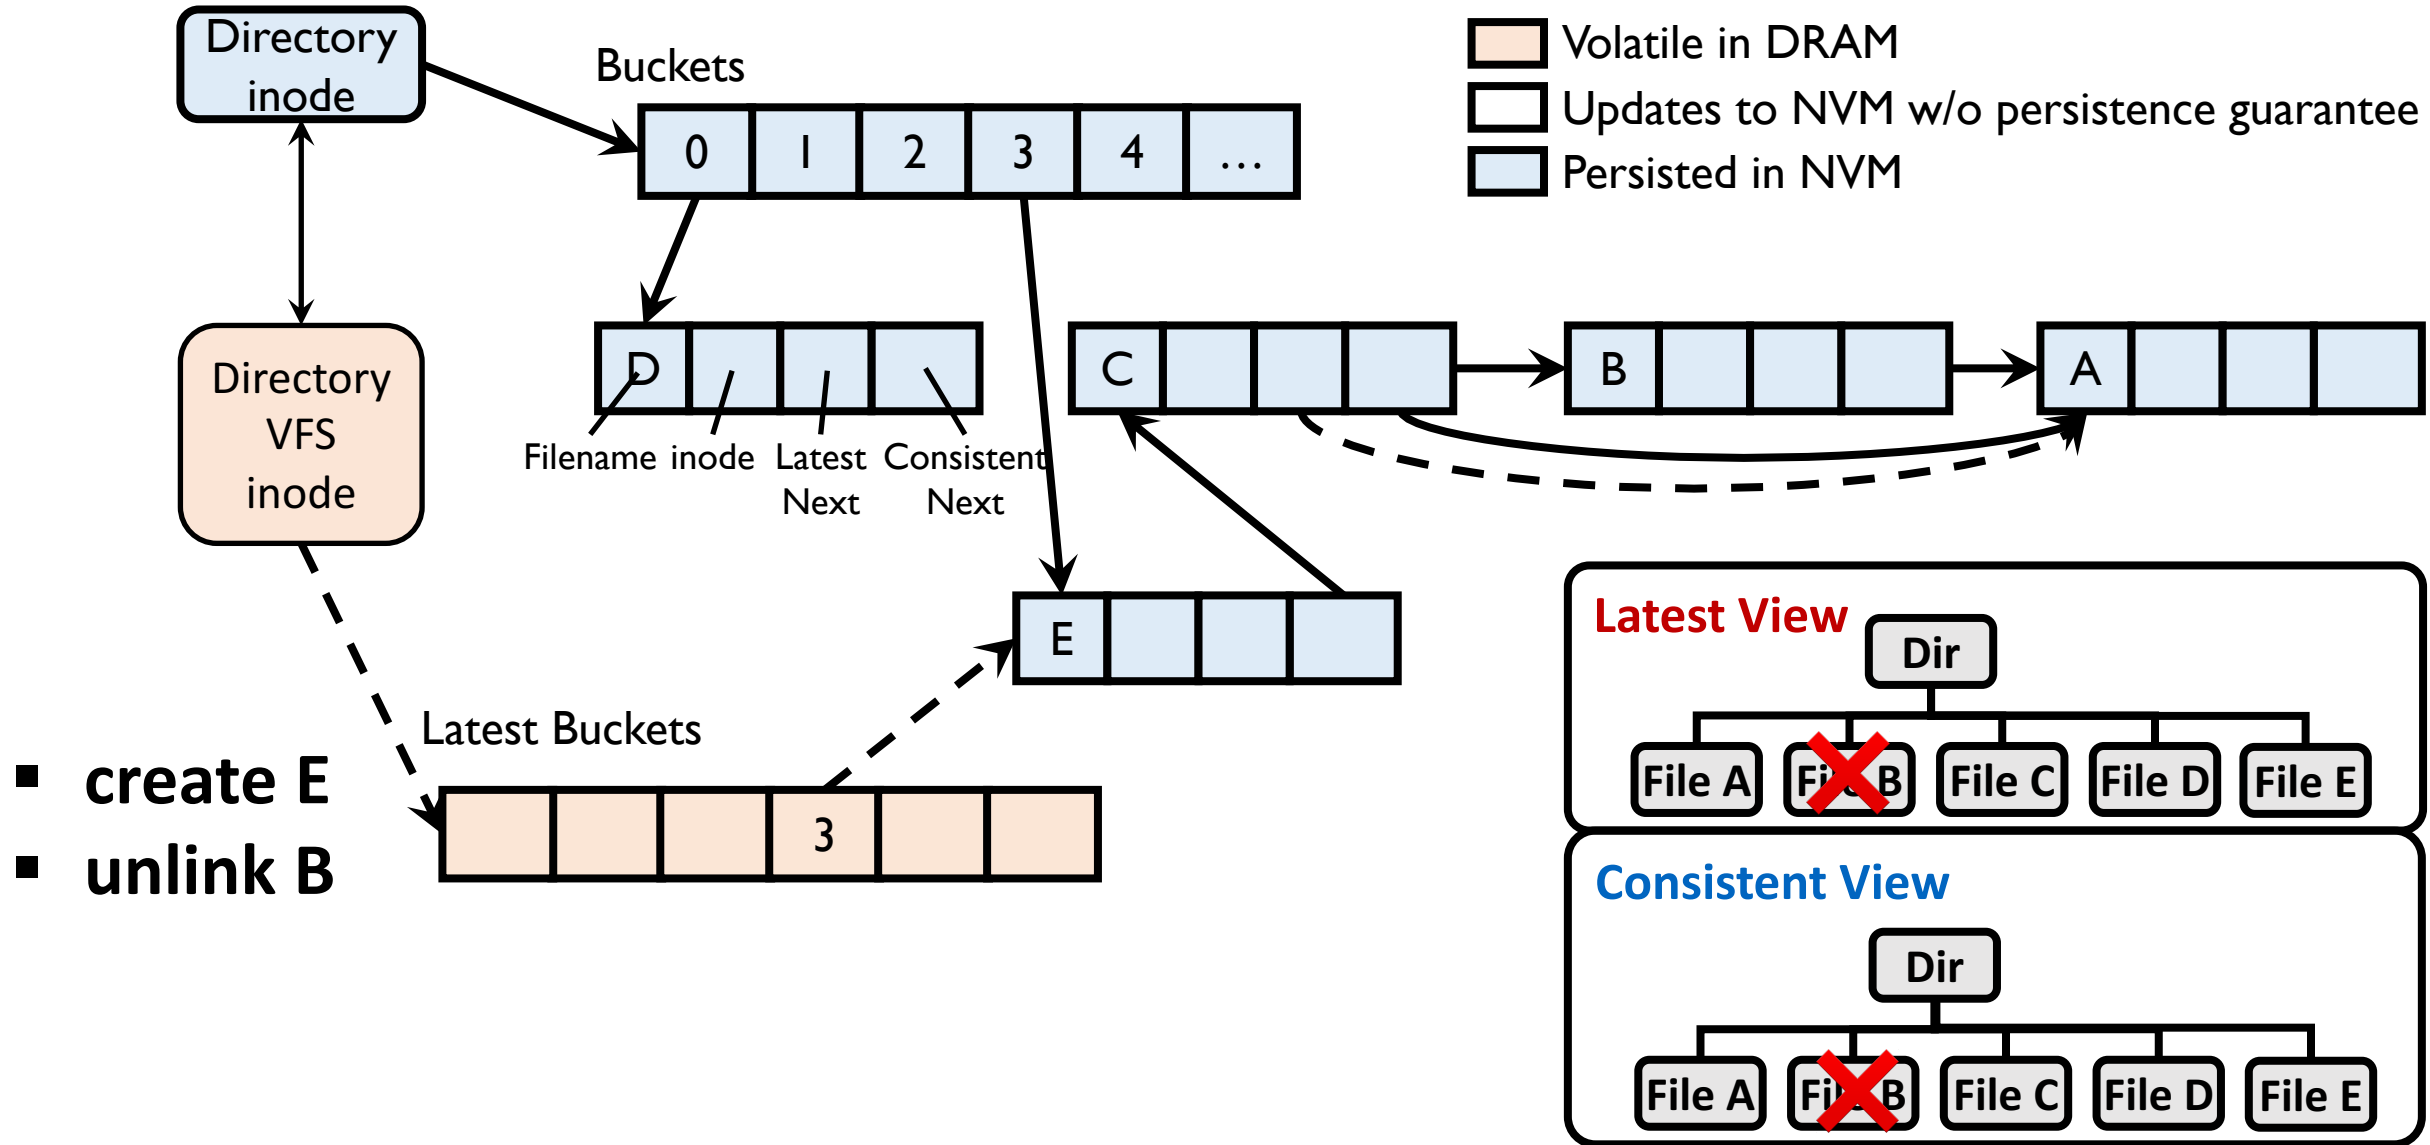 Directory
inode
Buckets
0 1 2 3 4 ...
Volatile in DRAM
Updates to NVM w/o persistence guarantee
Persisted in NVM
Directory
VFS
inode
D
Filename inode Latest Next Consistent Next
C
B
A
E
Latest Buckets
3
▪ create E
▪ unlink B
Latest View
Dir
File A File B File C File D File E
Consistent View
Dir
File A File B File C File D File E